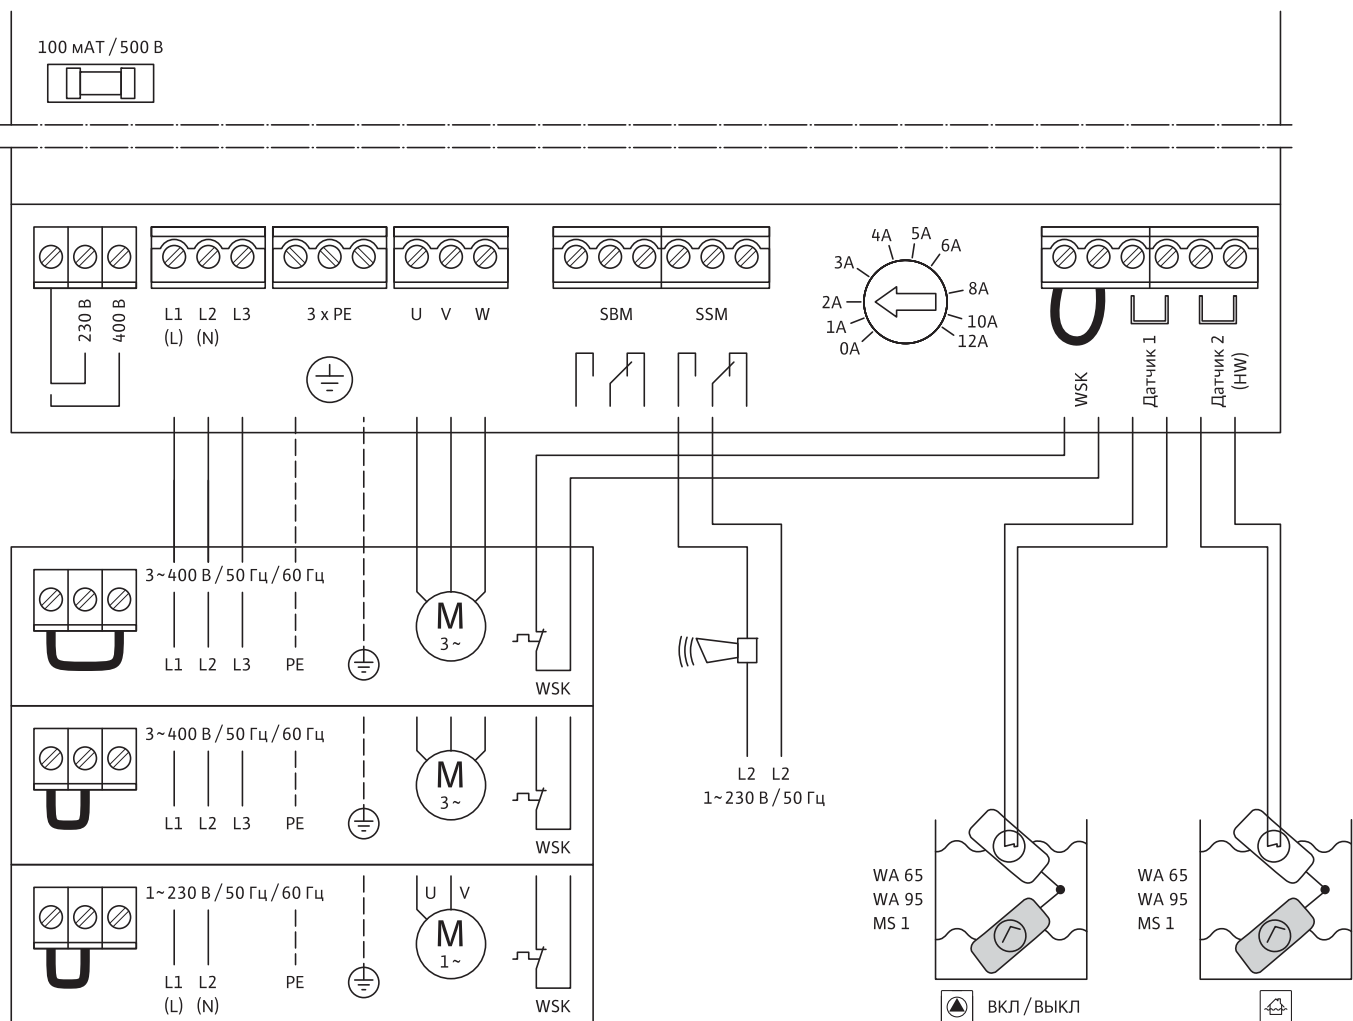 100 мАТ / 500 В
230 В
400 В
L1 L2 L3
(L) (N)
3 x PE
U V W
SBM
SSM
0A
1A
2A
3A
4A
5A
6A
8A
10A
12A
WSK
Датчик 1
Датчик 2
(HW)
3~400 В / 50 Гц / 60 Гц
M
3~
L1 L2 L3 PE
WSK
3~400 В / 50 Гц / 60 Гц
M
3~
L1 L2 L3 PE
WSK
1~230 В / 50 Гц / 60 Гц
U V
M
1~
L1 L2 PE
(L) (N)
WSK
L2 L2
1~230 В / 50 Гц
WA 65
WA 95
MS 1
ВКЛ / ВЫКЛ
WA 65
WA 95
MS 1